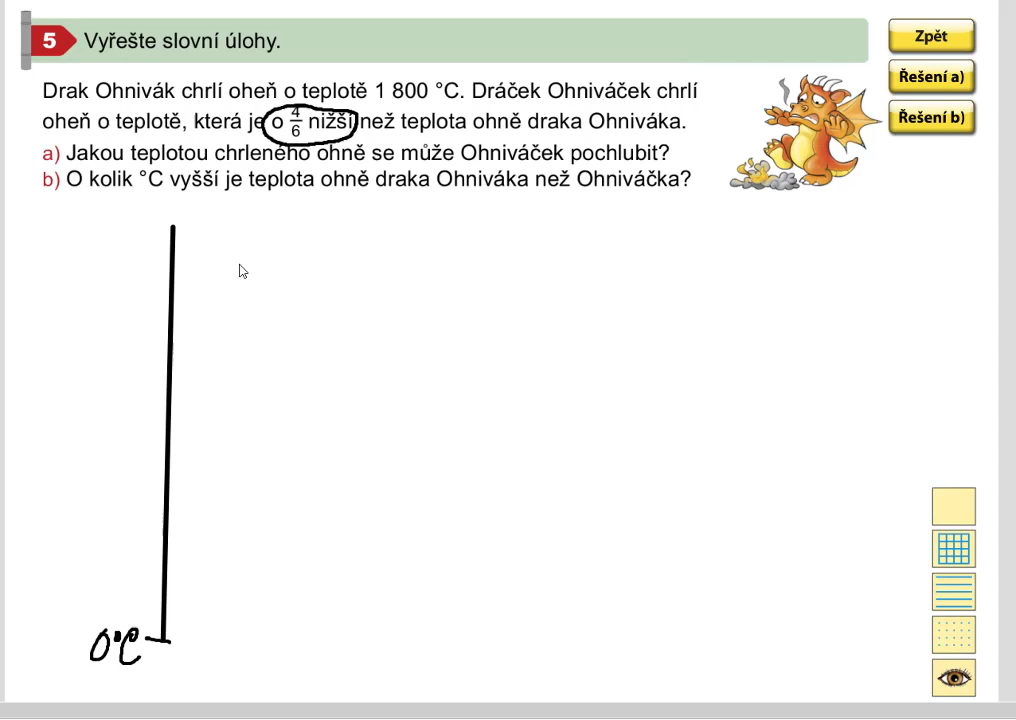 5 Vyřešte slovní úlohy.
Zpět
Řešení a)
Řešení b)
Drak Ohnivák chrlí oheň o teplotě 1 800 °C. Dráček Ohniváček chrlí
oheň o teplotě, která je o 4/6 nižší než teplota ohně draka Ohniváka.
a) Jakou teplotou chrleného ohně se může Ohniváček pochlubit?
b) O kolik °C vyšší je teplota ohně draka Ohniváka než Ohniváčka?
0°C